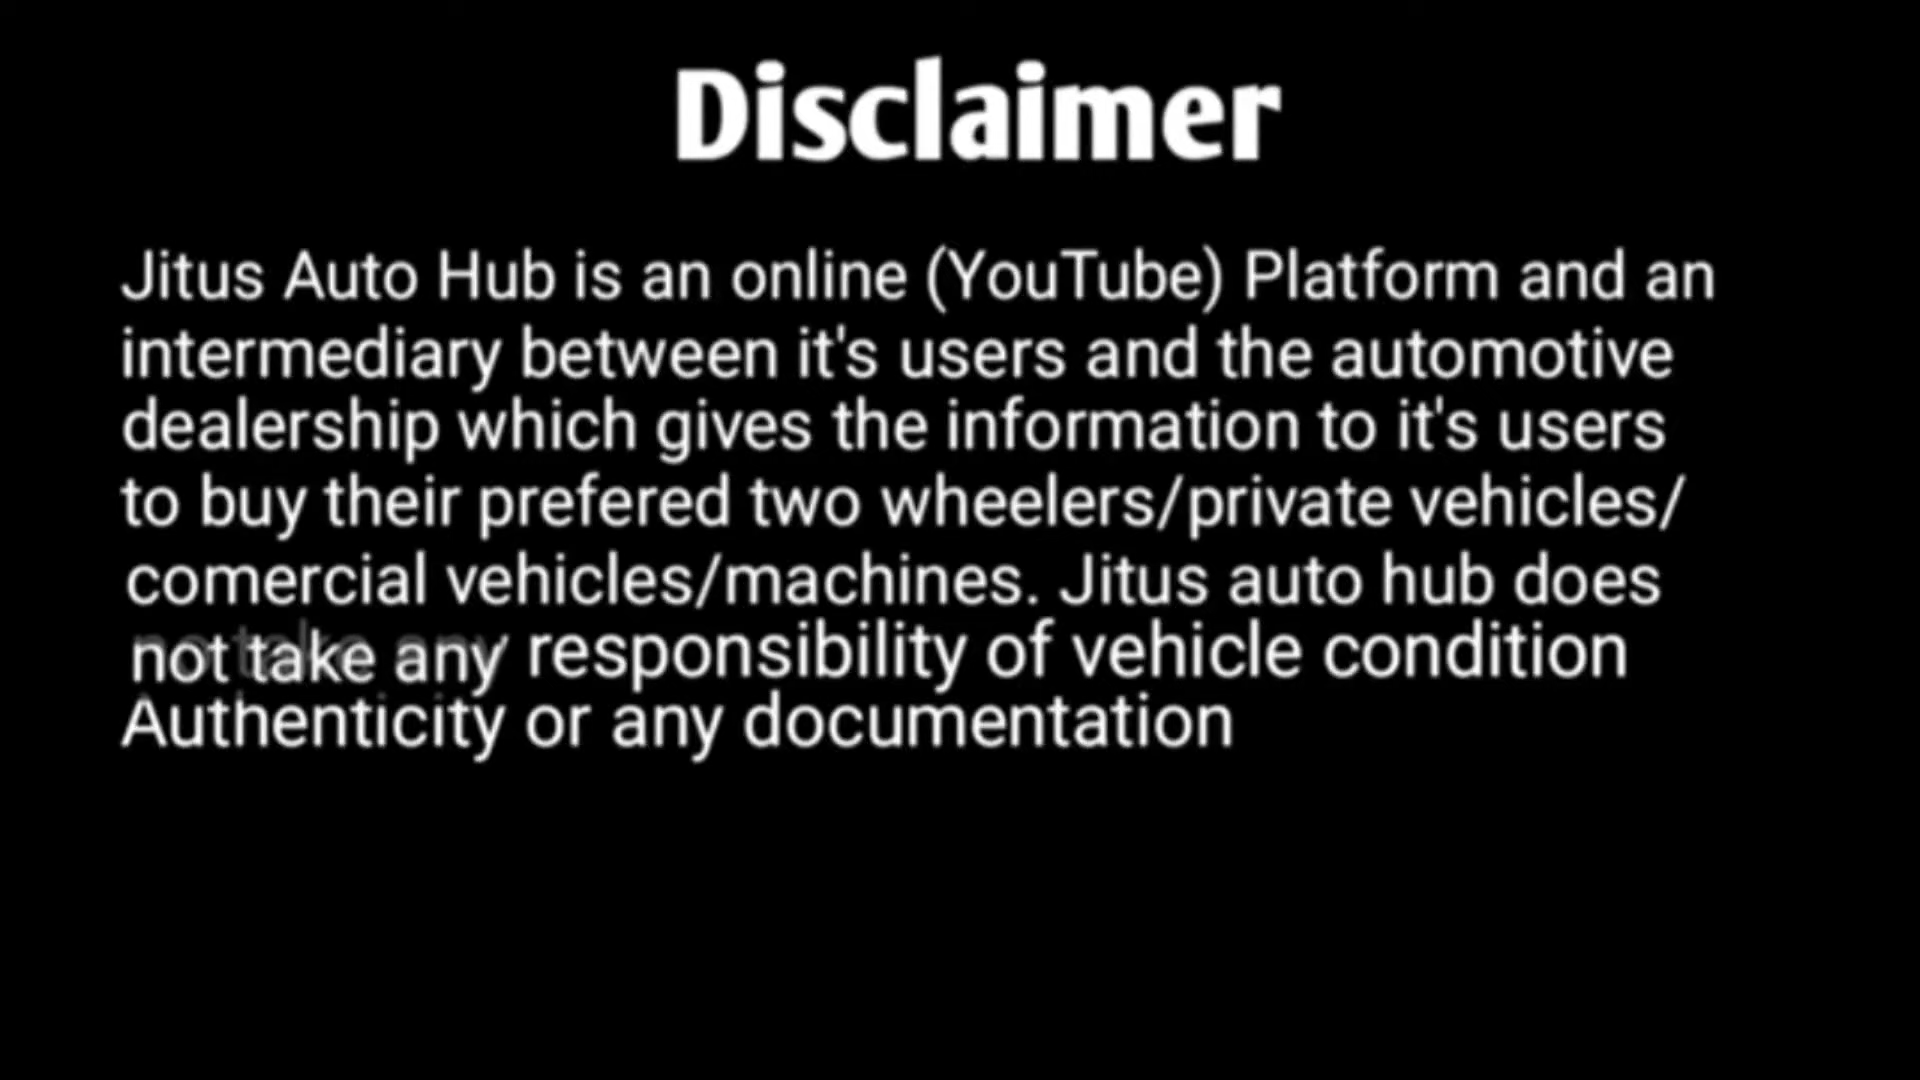 Disclaimer
Jitus Auto Hub is an online (YouTube) Platform and an
intermediary between it's users and the automotive
dealership which gives the information to it's users
to buy their prefered two wheelers/private vehicles/
comercial vehicles/machines. Jitus auto hub does
not take any responsibility of vehicle condition
Authenticity or any documentation